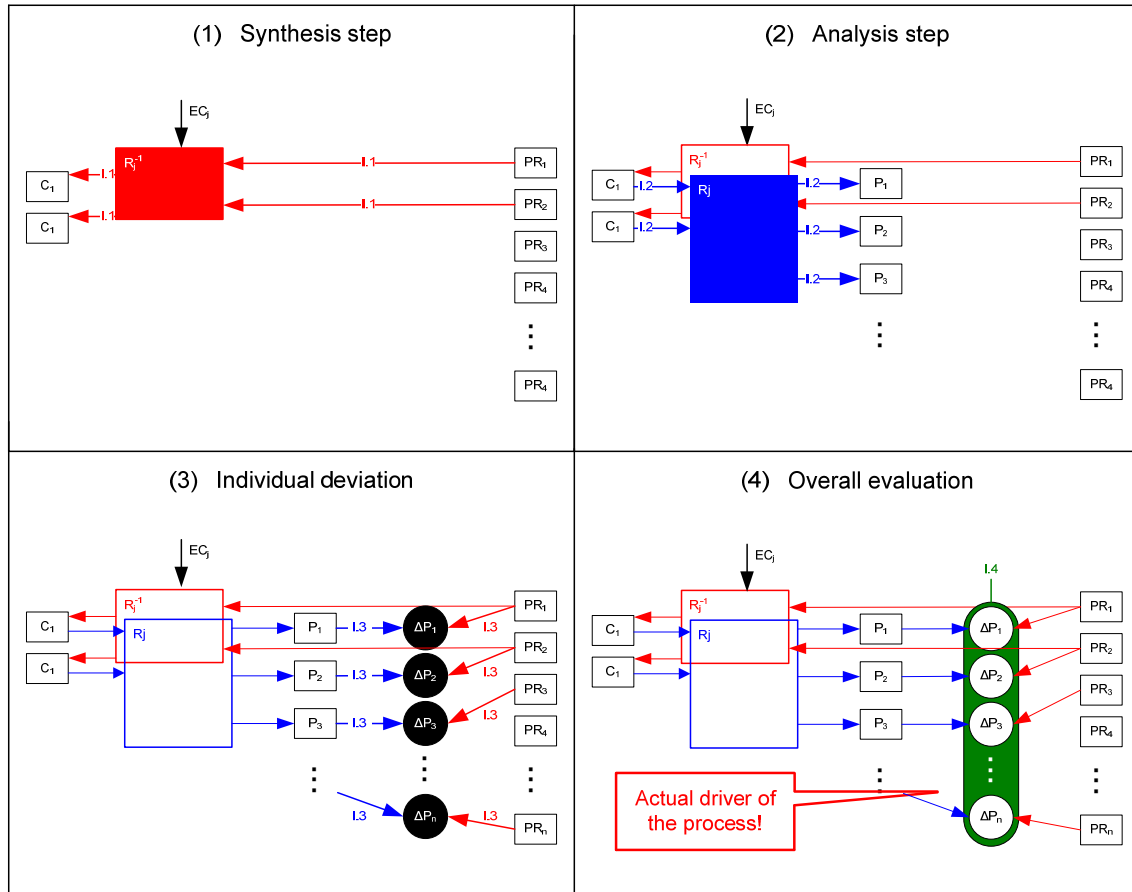 (1) Synthesis step
ECj
Rj-1
I.1
I.1
I.1
I.1
C1
C1
PR1
PR2
PR3
PR4
⋮
PR4
(2) Analysis step
ECj
Rj-1
Rj
C1
C1
I.2
I.2
I.2
I.2
I.2
P1
P2
P3
⋮
PR1
PR2
PR3
PR4
⋮
PR4
(3) Individual deviation
ECj
Rj-1
Rj
C1
C1
P1
P2
P3
⋮
I.3
I.3
I.3
I.3
ΔP1
ΔP2
ΔP3
⋮
ΔPn
I.3
I.3
I.3
I.3
PR1
PR2
PR3
PR4
⋮
PRn
(4) Overall evaluation
ECj
Rj-1
Rj
C1
C1
P1
P2
P3
⋮
I.4
ΔP1
ΔP2
ΔP3
⋮
ΔPn
PR1
PR2
PR3
PR4
⋮
PRn
Actual driver of
the process!